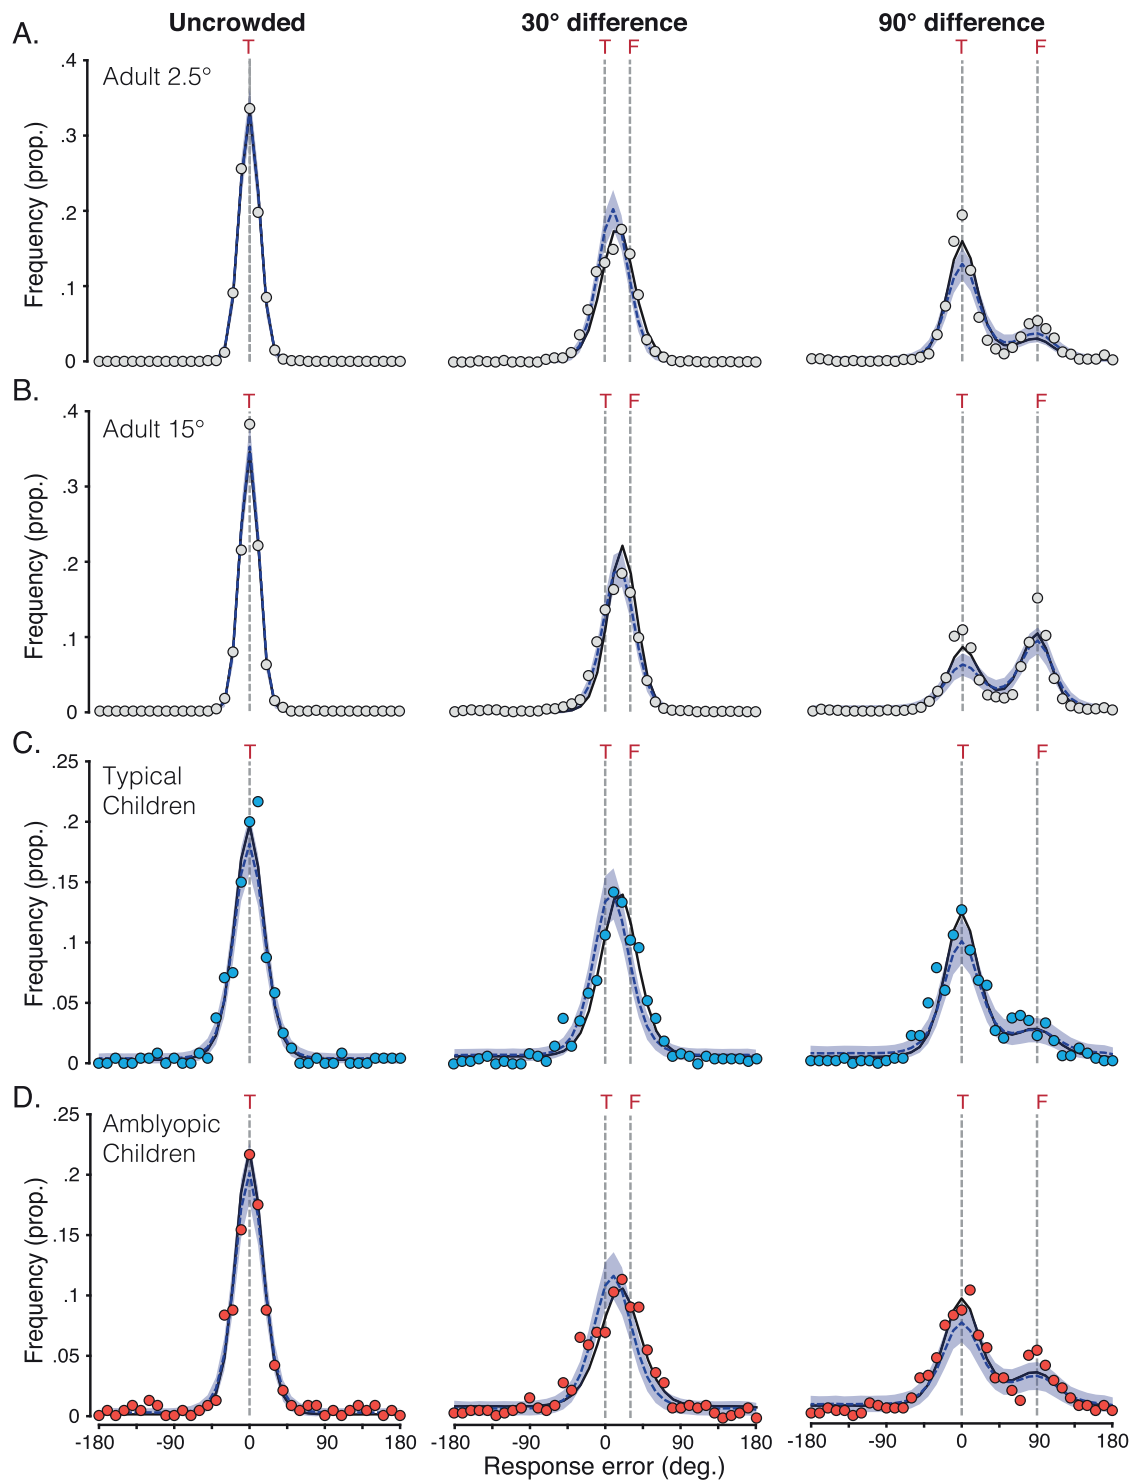 Uncrowded 30° difference 90° difference
A. T T F T F
Adult 2.5°
.4
.3
.2
.1
0
Frequency (prop.)
B. T T F T F
Adult 15°
.4
.3
.2
.1
0
Frequency (prop.)
C. T T F T F
Typical
Children
.25
.2
.15
.1
.05
0
Frequency (prop.)
D. T T F T F
Amblyopic
Children
.25
.2
.15
.1
.05
0
Frequency (prop.)
-180 -90 0 90 180 -180 -90 0 90 180 -180 -90 0 90 180
Response error (deg.)